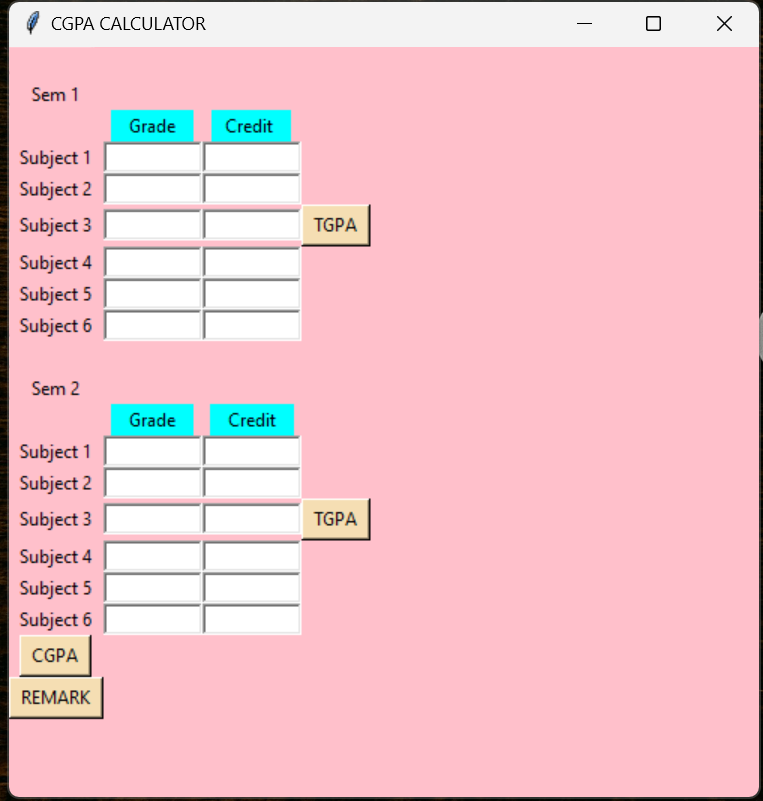 CGPA CALCULATOR
Sem 1
Grade Credit
Subject 1
Subject 2
Subject 3 TGPA
Subject 4
Subject 5
Subject 6
Sem 2
Grade Credit
Subject 1
Subject 2
Subject 3 TGPA
Subject 4
Subject 5
Subject 6
CGPA
REMARK